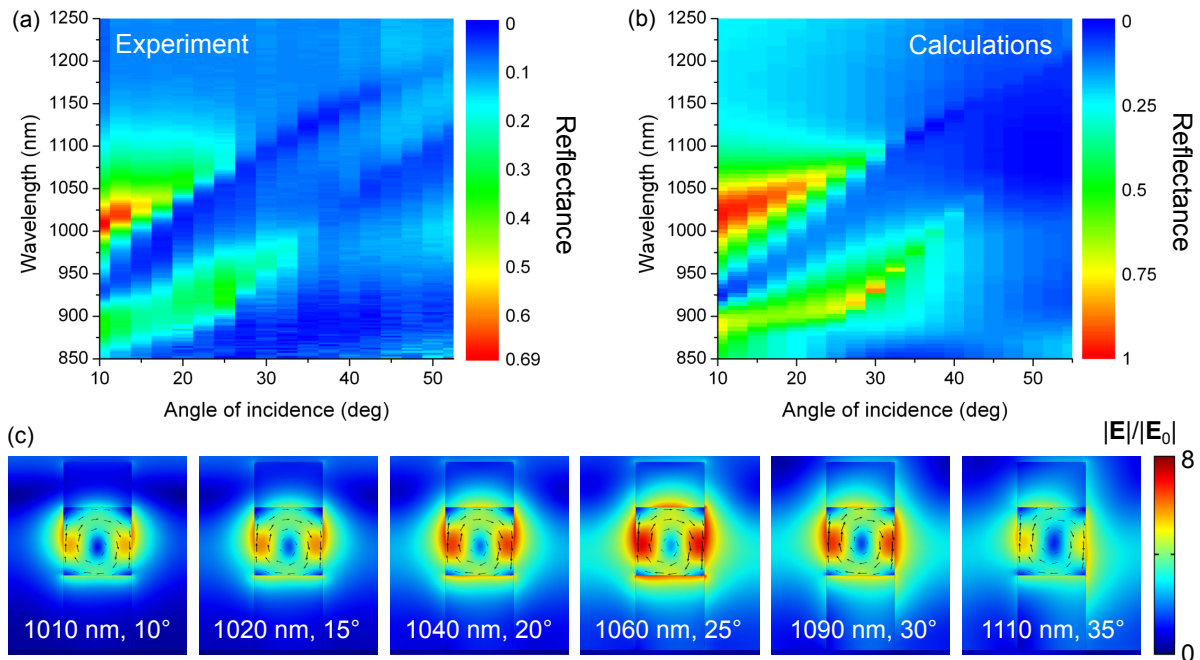 (a)
Experiment
1250
1200
1150
1100
1050
1000
950
900
850
Wavelength (nm)
10 20 30 40 50
Angle of incidence (deg)
0
0.1
0.2
0.3
0.4
0.5
0.6
0.69
Reflectance
(b)
Calculations
1250
1200
1150
1100
1050
1000
950
900
850
Wavelength (nm)
10 20 30 40 50
Angle of incidence (deg)
0
0.25
0.5
0.75
1
Reflectance
(c)
|E|/|E₀|
8
0
1010 nm, 10°
1020 nm, 15°
1040 nm, 20°
1060 nm, 25°
1090 nm, 30°
1110 nm, 35°